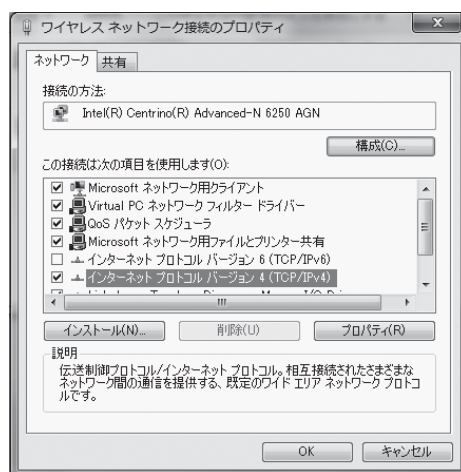 ワイヤレス ネットワーク接続のプロパティ
ネットワーク 共有
接続の方法:
Intel(R) Centrino(R) Advanced-N 6250 AGN
構成(C)...
この接続は次の項目を使用します(O):
Microsoft ネットワーク用クライアント
Virtual PC ネットワーク フィルター ドライバー
QoS パケット スケジューラ
Microsoft ネットワーク用ファイルとプリンター共有
インターネット プロトコル バージョン 6 (TCP/IPv6)
インターネット プロトコル バージョン 4 (TCP/IPv4)
インストール(N)... 削除(U) プロパティ(R)
説明
伝送制御プロトコル/インターネット プロトコル。相互接続されたさまざまな
ネットワーク間の通信を提供する、既定のワイド エリア ネットワーク プロトコ
ルです。
OK キャンセル